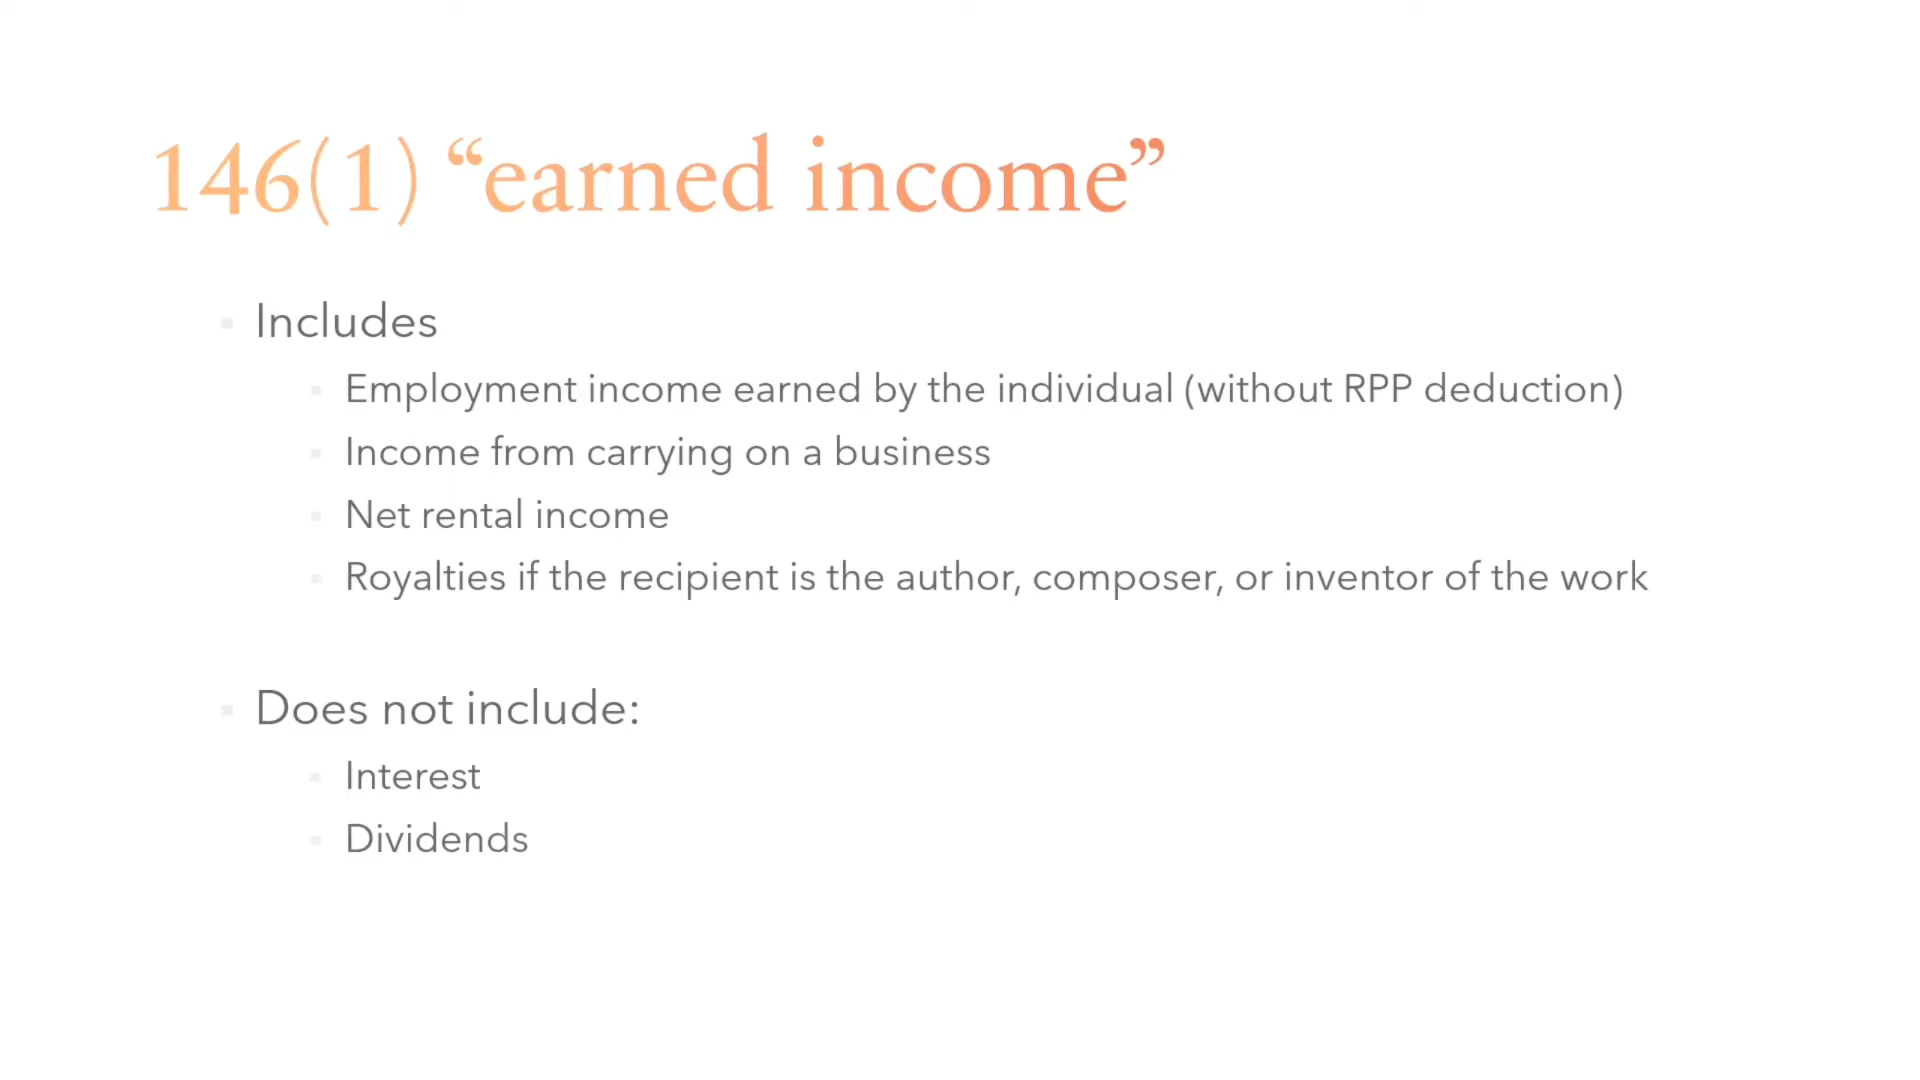 146(1) “earned income”
Includes
Employment income earned by the individual (without RPP deduction)
Income from carrying on a business
Net rental income
Royalties if the recipient is the author, composer, or inventor of the work
Does not include:
Interest
Dividends